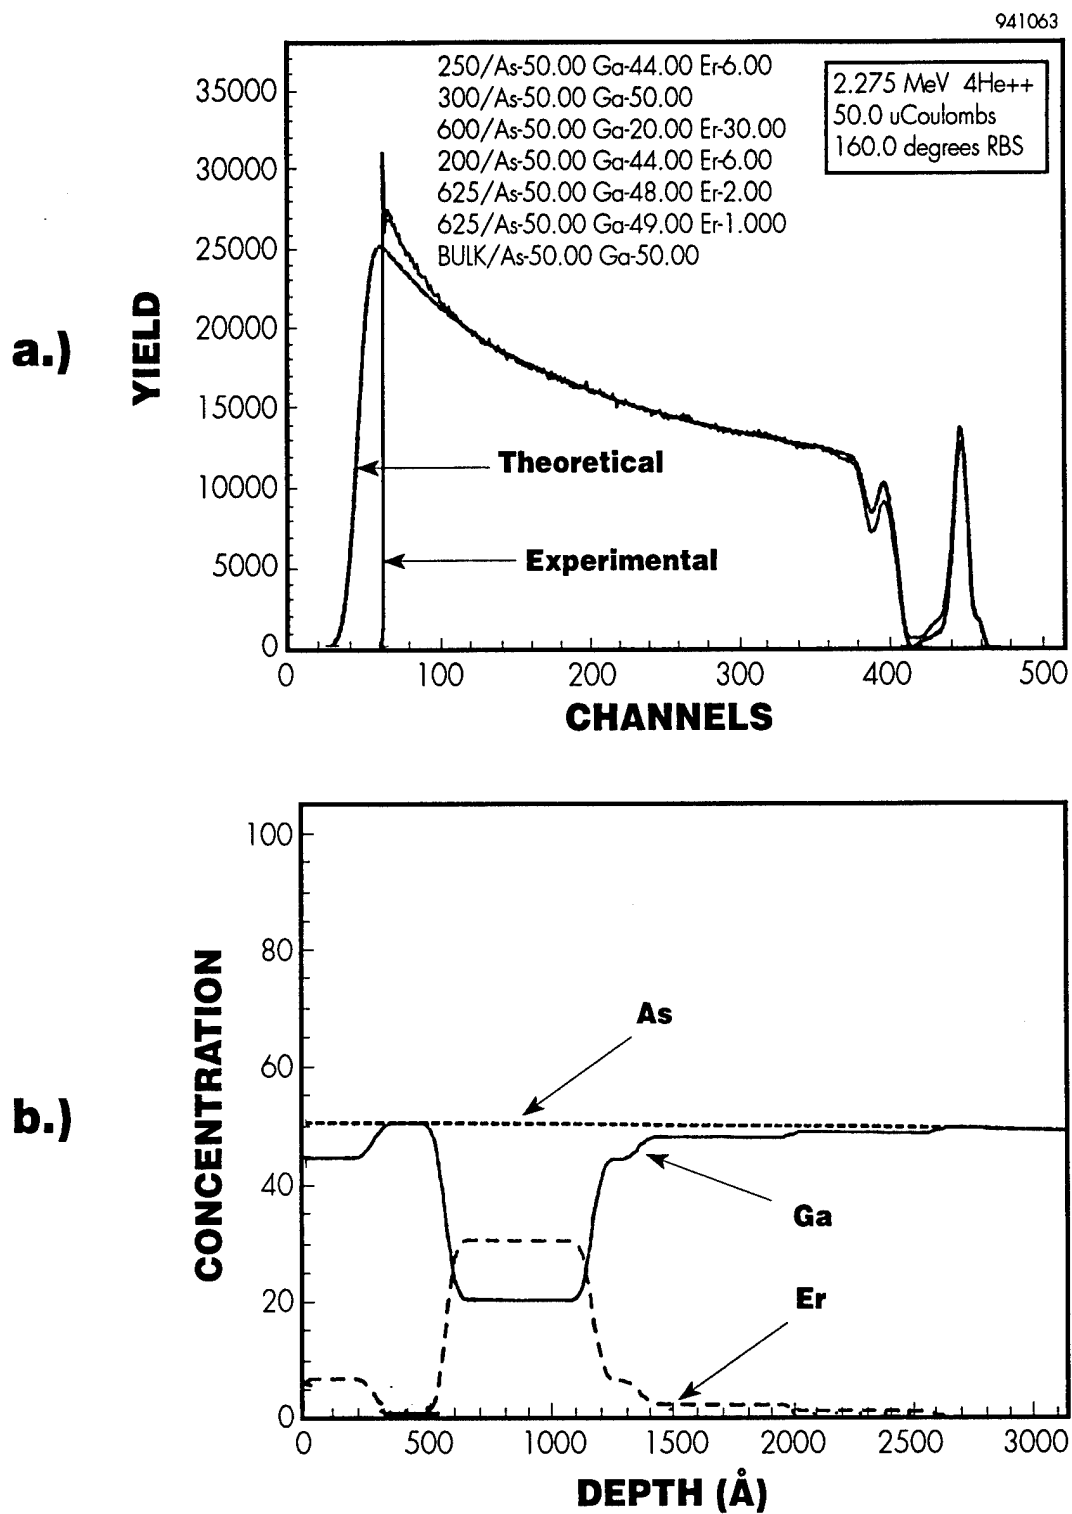 941063
a.)
YIELD
35000
30000
25000
20000
15000
10000
5000
0
250/As-50.00 Ga-44.00 Er-6.00
300/As-50.00 Ga-50.00
600/As-50.00 Ga-20.00 Er-30.00
200/As-50.00 Ga-44.00 Er-6.00
625/As-50.00 Ga-48.00 Er-2.00
625/As-50.00 Ga-49.00 Er-1.000
BULK/As-50.00 Ga-50.00
2.275 MeV 4He++
50.0 uCoulombs
160.0 degrees RBS
Theoretical
Experimental
0 100 200 300 400 500
CHANNELS
b.)
CONCENTRATION
100
80
60
40
20
0
As
Ga
Er
0 500 1000 1500 2000 2500 3000
DEPTH (Å)